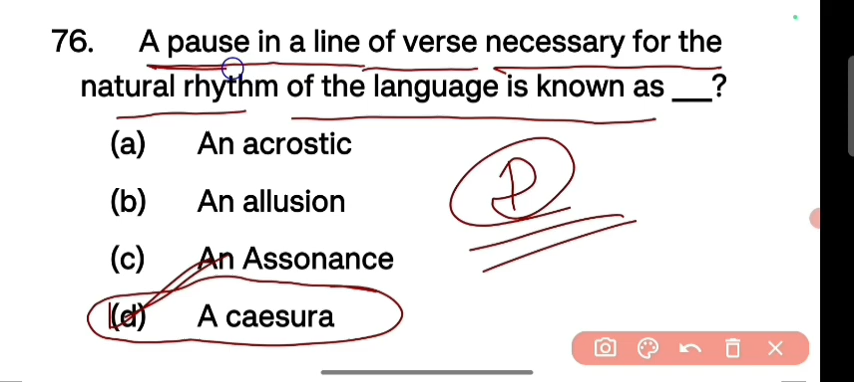 76. A pause in a line of verse necessary for the
natural rhythm of the language is known as __?
(a) An acrostic
(b) An allusion
(c) An Assonance
(d) A caesura
D